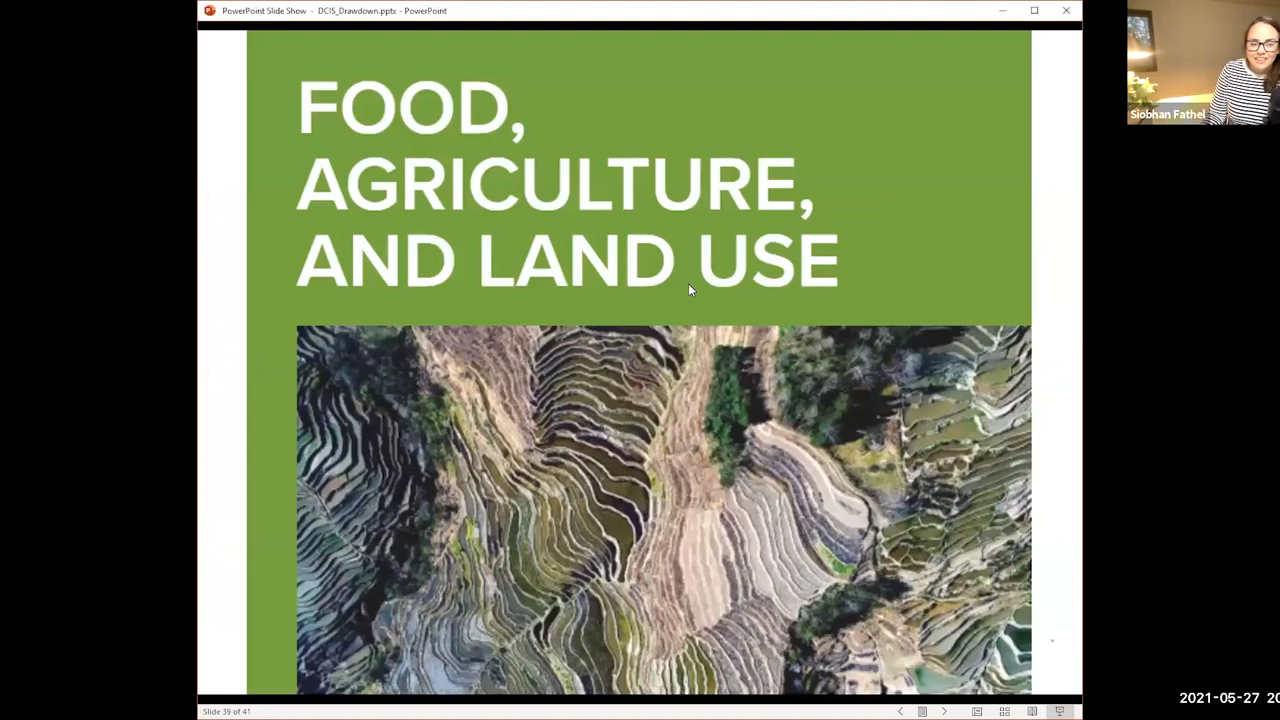 PowerPoint Slide Show - DCIS_Drawdown.pptx - PowerPoint
FOOD,
AGRICULTURE,
AND LAND USE
Siobhan Fathel
2021-05-27 20
Slide 39 of 41